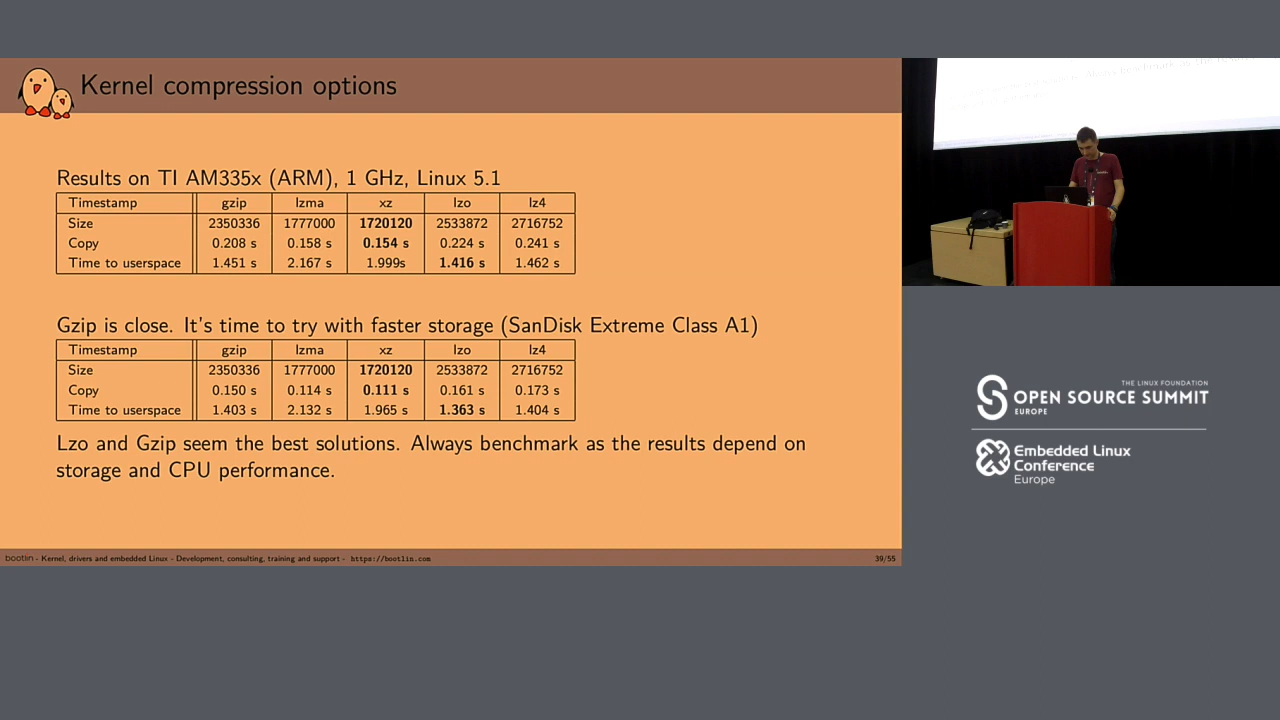 Kernel compression options
Results on TI AM335x (ARM), 1 GHz, Linux 5.1
Timestamp gzip lzma xz lzo lz4
Size 2350336 1777000 1720120 2533872 2716752
Copy 0.208 s 0.158 s 0.154 s 0.224 s 0.241 s
Time to userspace 1.451 s 2.167 s 1.999s 1.416 s 1.462 s
Gzip is close. It's time to try with faster storage (SanDisk Extreme Class A1)
Timestamp gzip lzma xz lzo lz4
Size 2350336 1777000 1720120 2533872 2716752
Copy 0.150 s 0.114 s 0.111 s 0.161 s 0.173 s
Time to userspace 1.403 s 2.132 s 1.965 s 1.363 s 1.404 s
Lzo and Gzip seem the best solutions. Always benchmark as the results depend on
storage and CPU performance.
bootlin - Kernel, drivers and embedded Linux - Development, consulting, training and support - https://bootlin.com
39/55
THE LINUX FOUNDATION
OPEN SOURCE SUMMIT
EUROPE
Embedded Linux
Conference
Europe